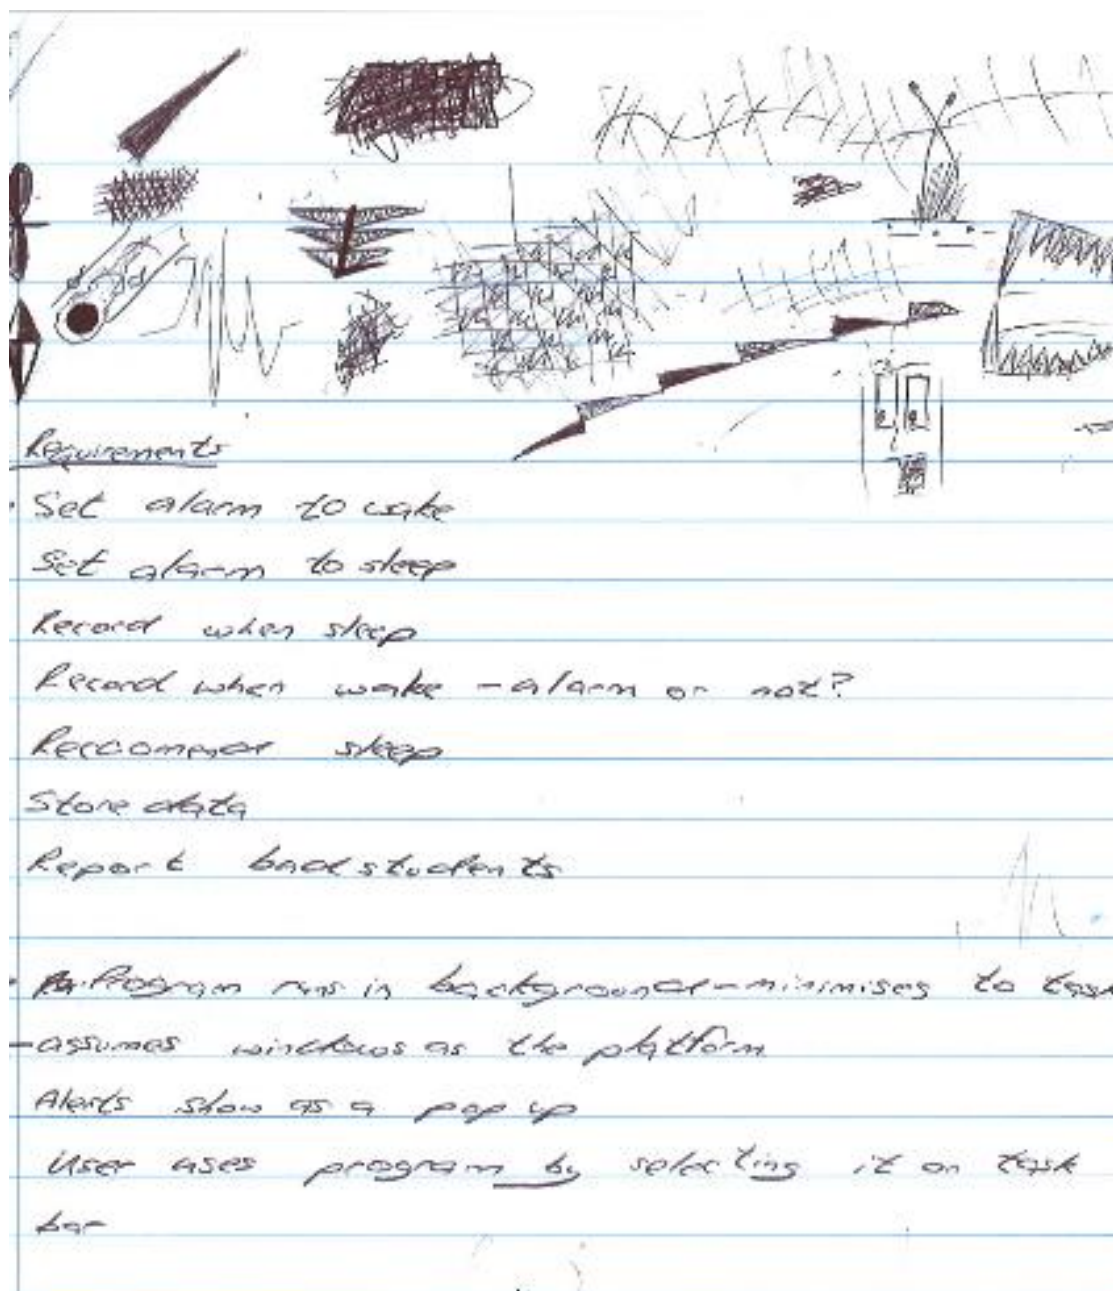 Requirements
Set alarm to wake
Set alarm to sleep
Record when sleep
Record when wake - alarm or not?
Reccomend sleep
Store data
Report bad students
Program runs in background - minimises to task
- assumes windows as the platform
Alerts show as a pop up
User uses program by selecting it on task
bar